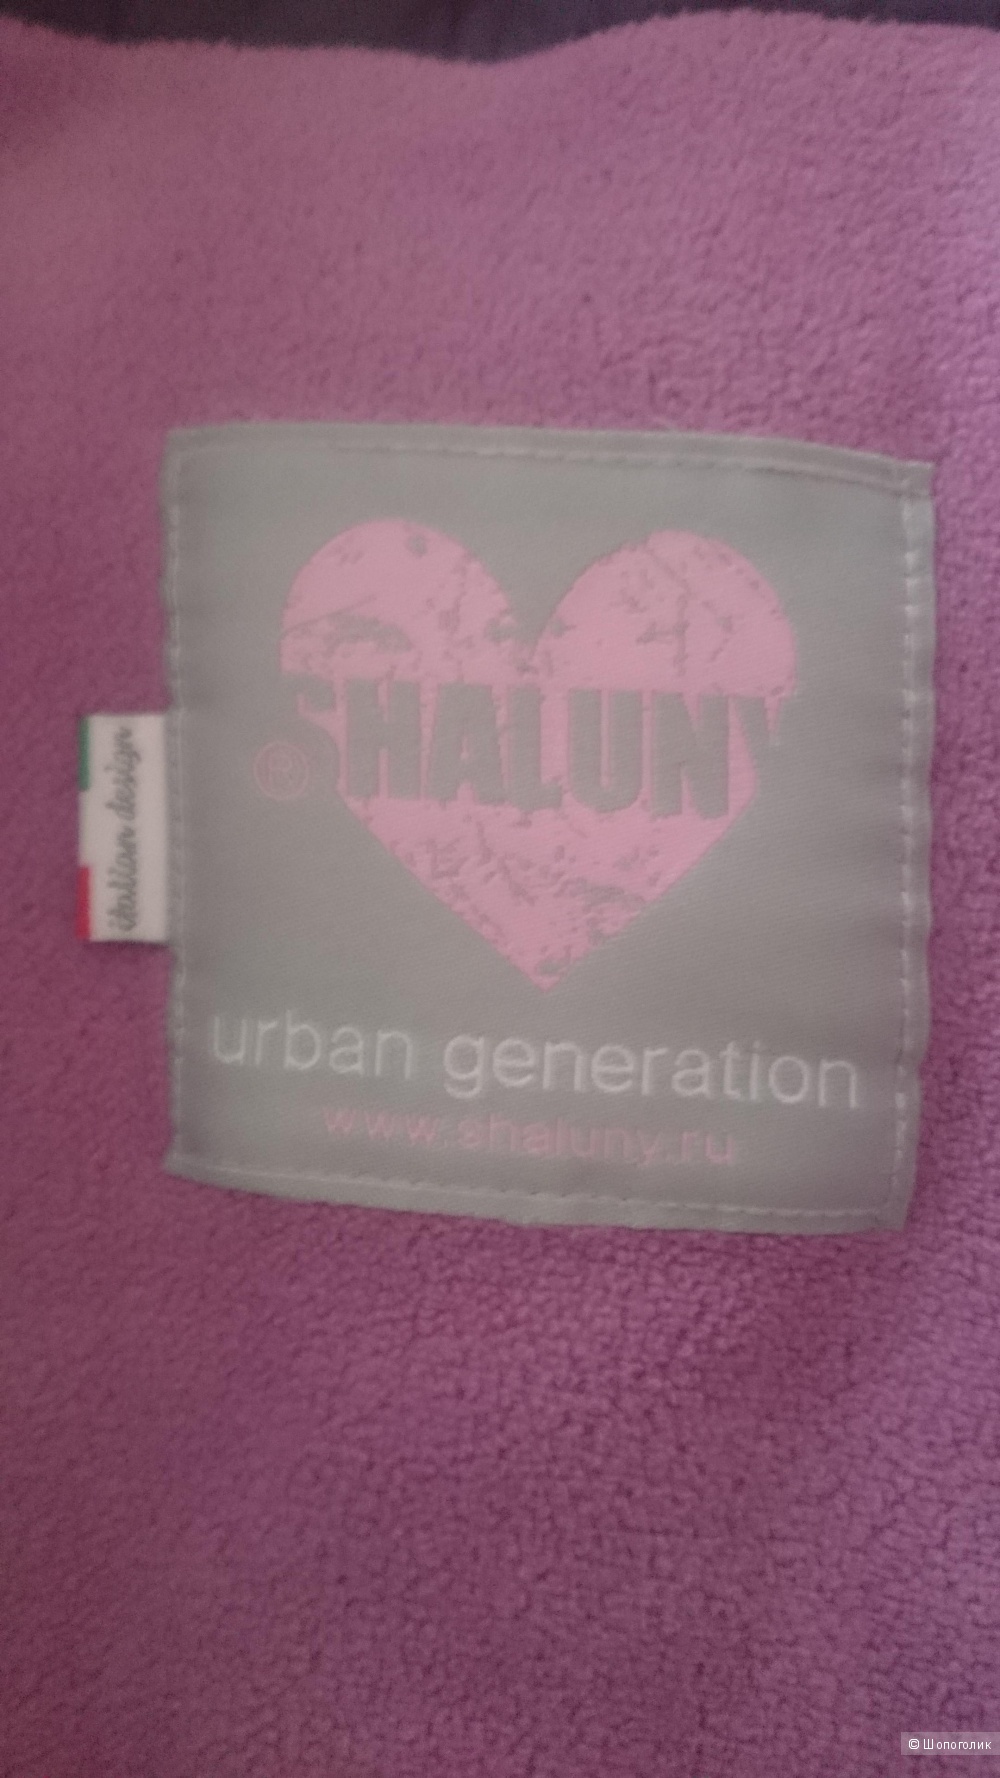 ®SHALUNY
italian design
urban generation
www.shaluny.ru
© Шопоголик